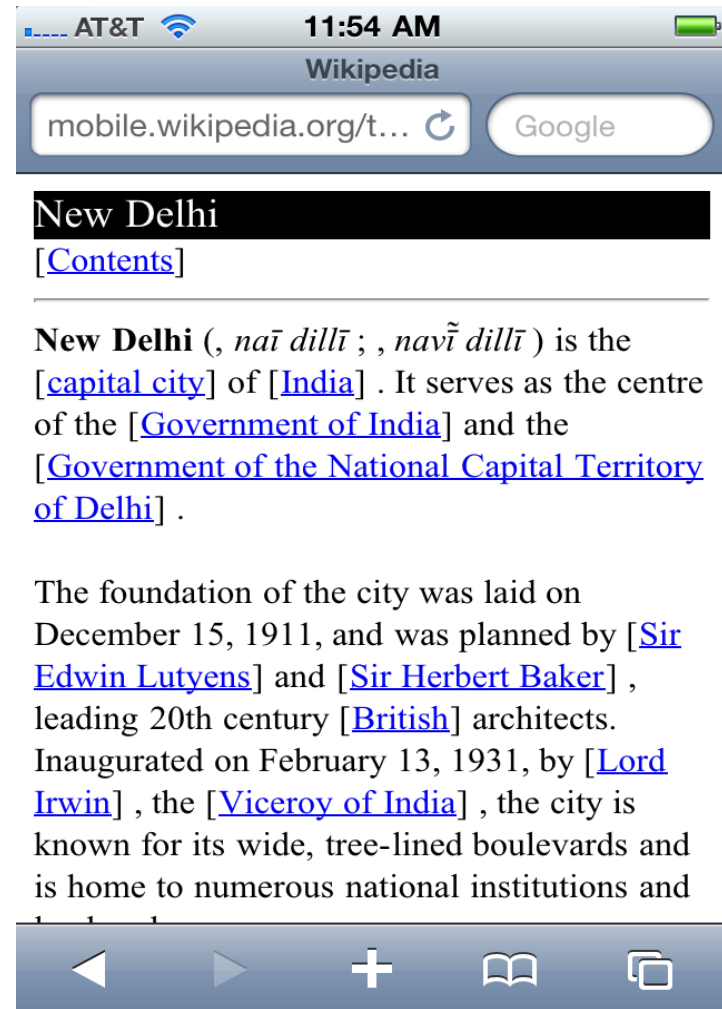 AT&T 11:54 AM
Wikipedia
mobile.wikipedia.org/t... Google
New Delhi
[Contents]
New Delhi (, naī dillī ; , navī̃ dillī ) is the
[capital city] of [India] . It serves as the centre
of the [Government of India] and the
[Government of the National Capital Territory
of Delhi] .
The foundation of the city was laid on
December 15, 1911, and was planned by [Sir
Edwin Lutyens] and [Sir Herbert Baker] ,
leading 20th century [British] architects.
Inaugurated on February 13, 1931, by [Lord
Irwin] , the [Viceroy of India] , the city is
known for its wide, tree-lined boulevards and
is home to numerous national institutions and